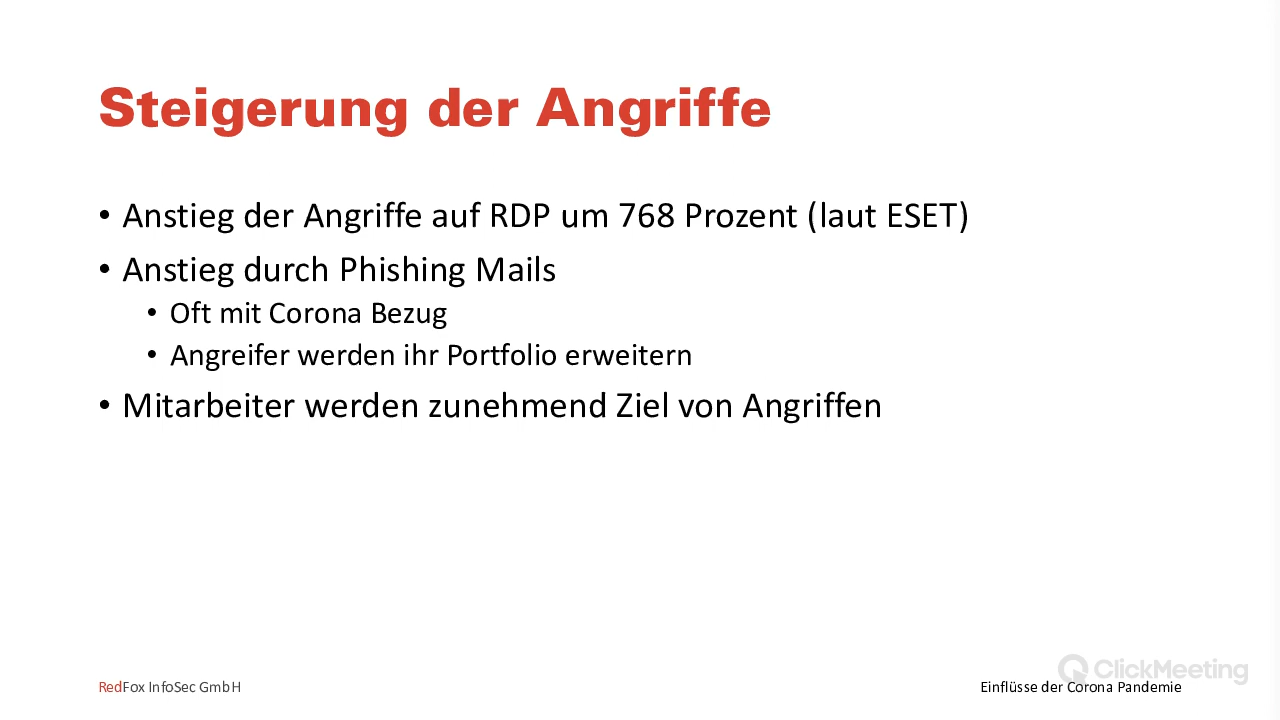 Steigerung der Angriffe
• Anstieg der Angriffe auf RDP um 768 Prozent (laut ESET)
• Anstieg durch Phishing Mails
• Oft mit Corona Bezug
• Angreifer werden ihr Portfolio erweitern
• Mitarbeiter werden zunehmend Ziel von Angriffen
ClickMeeting
RedFox InfoSec GmbH
Einflüsse der Corona Pandemie